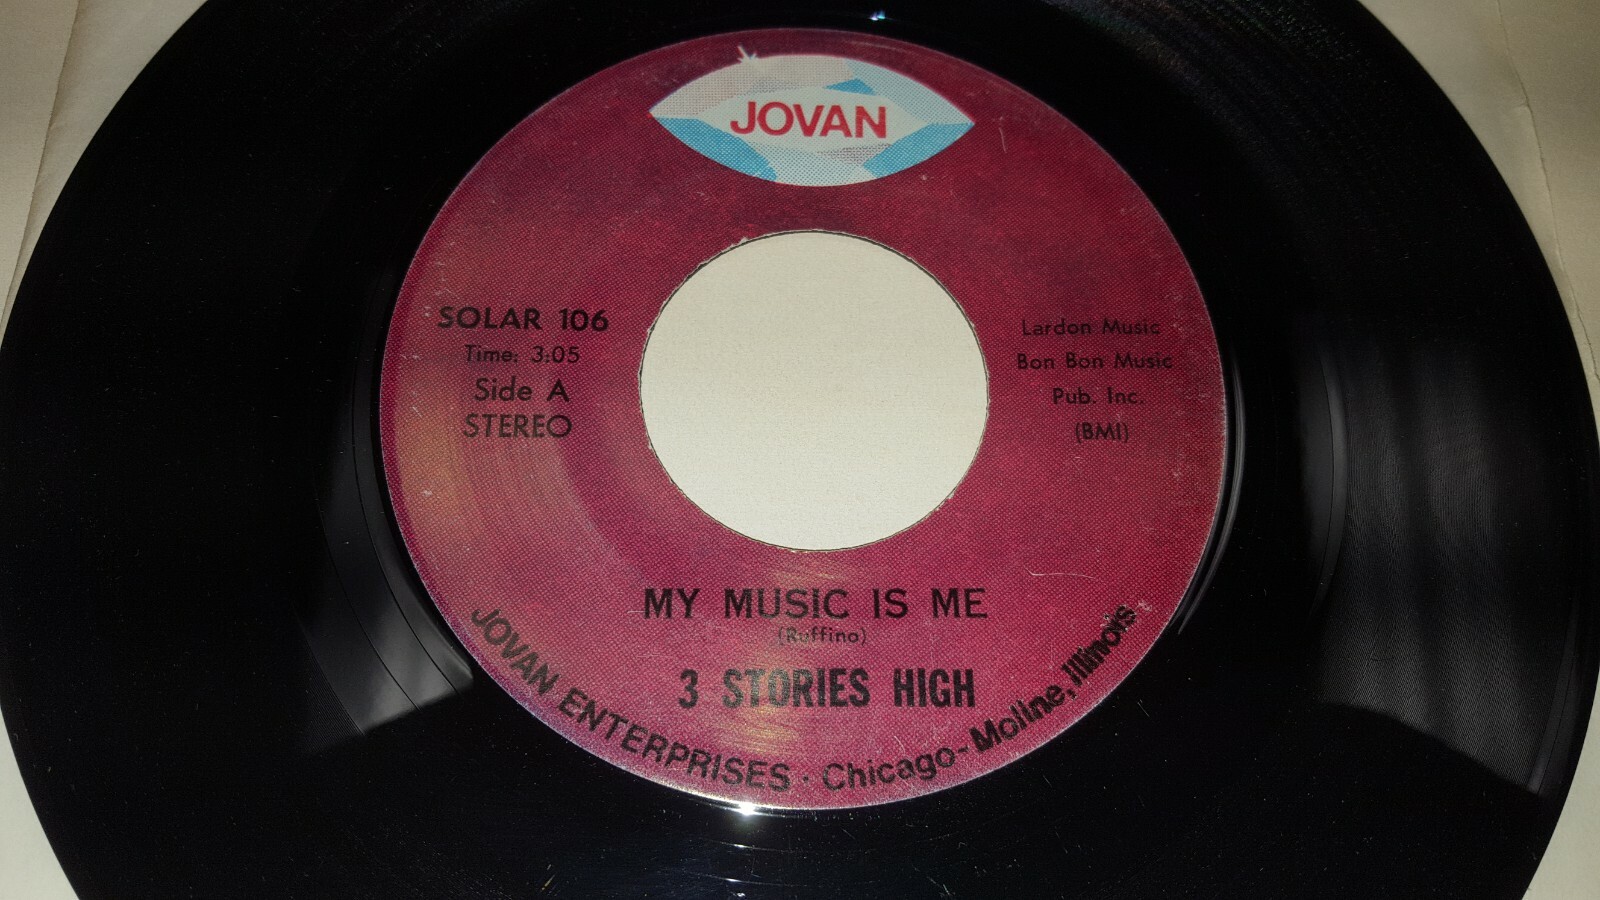 JOVAN
SOLAR 106
Time: 3:05
Side A
STEREO
Lardon Music
Bon Bon Music
Pub. Inc.
(BMI)
MY MUSIC IS ME
(Ruffino)
3 STORIES HIGH
JOVAN ENTERPRISES · Chicago-Moline, Illinois